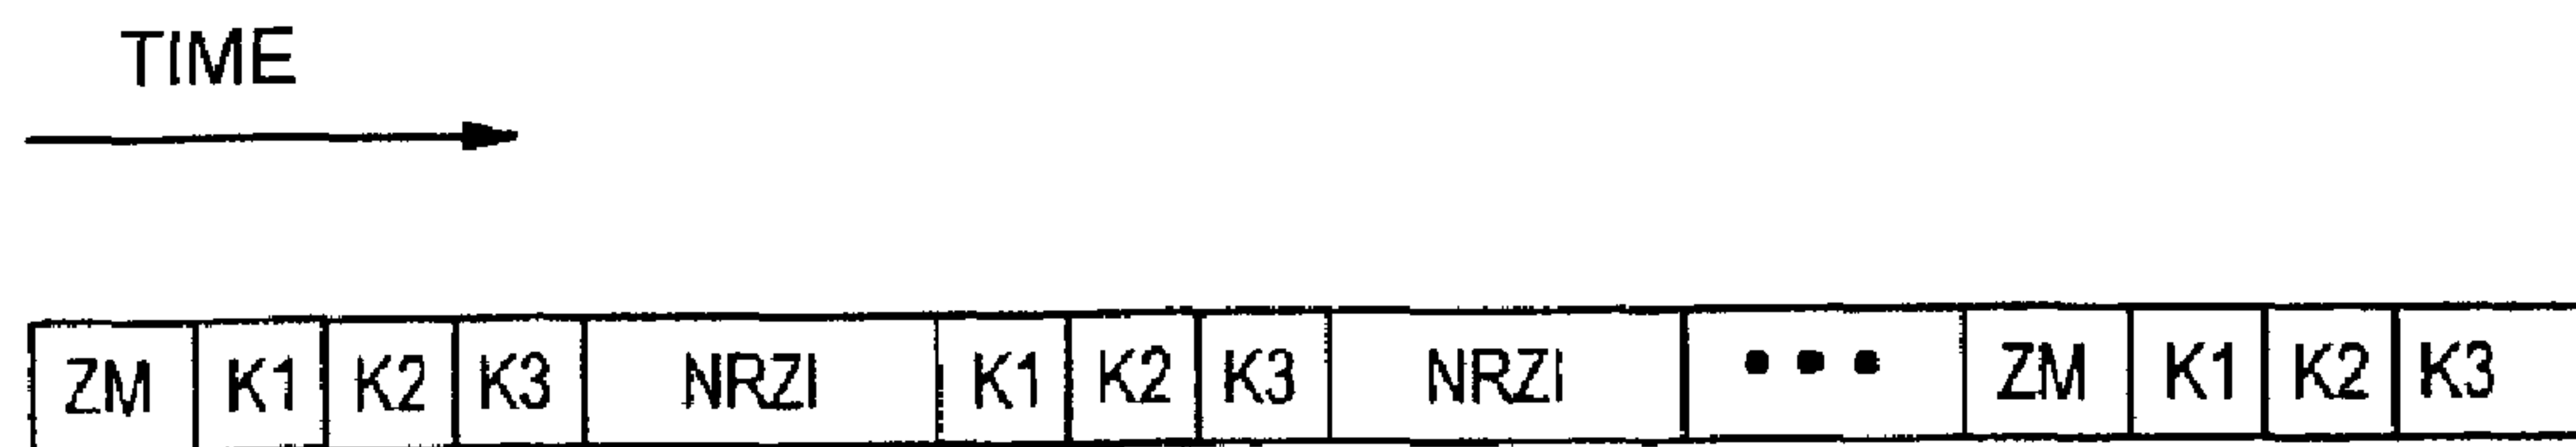 TIME
ZM K1 K2 K3 NRZI K1 K2 K3 NRZI ••• ZM K1 K2 K3